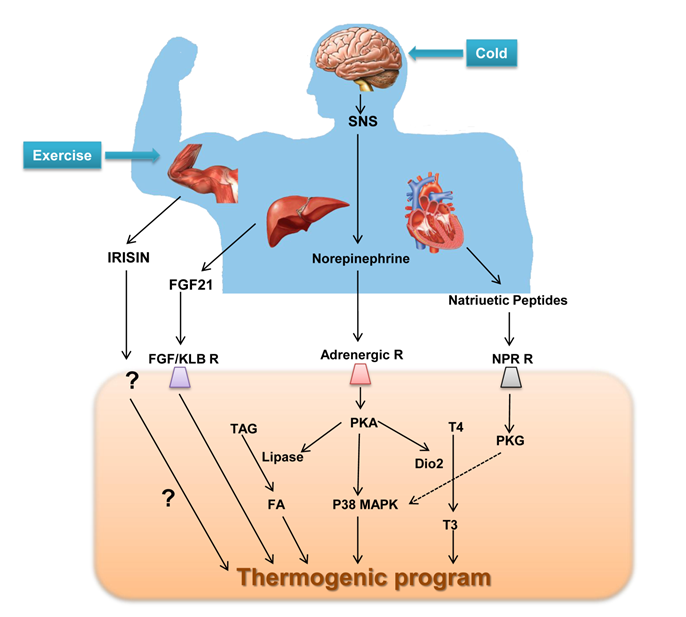 Cold
SNS
Exercise
IRISIN
Norepinephrine
FGF21
Natriuetic Peptides
FGF/KLB R
Adrenergic R
NPR R
?
TAG
PKA
T4
PKG
Lipase
Dio2
?
FA
P38 MAPK
T3
Thermogenic program